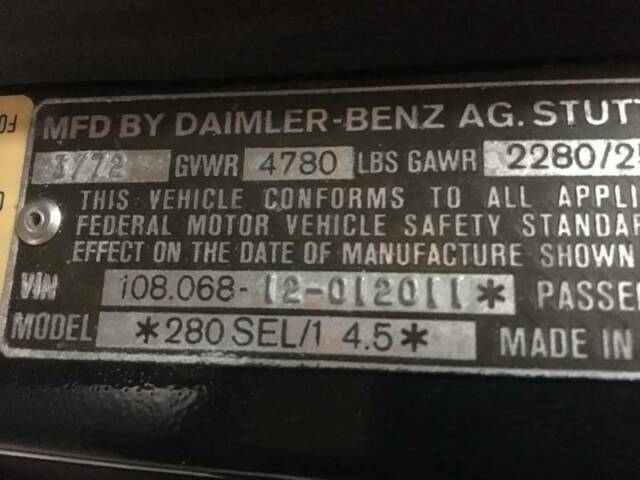 MFD BY DAIMLER-BENZ AG. STUTT
1/72 GVWR 4780 LBS GAWR 2280/2
THIS VEHICLE CONFORMS TO ALL APPLI
FEDERAL MOTOR VEHICLE SAFETY STANDAR
EFFECT ON THE DATE OF MANUFACTURE SHOWN
VIN 108.068-12-012011* PASSE
MODEL *280 SEL/1 4.5* MADE IN
FO